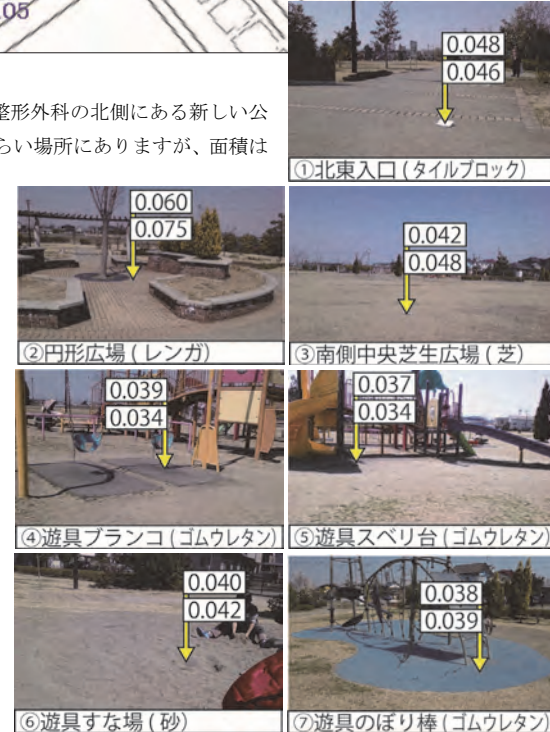 05
整形外科の北側にある新しい公
らい場所にありますが、面積は
0.048
0.046
①北東入口(タイルブロック)
0.060
0.075
②円形広場(レンガ)
0.042
0.048
③南側中央芝生広場(芝)
0.039
0.034
④遊具ブランコ(ゴムウレタン)
0.037
0.034
⑤遊具スベリ台(ゴムウレタン)
0.040
0.042
⑥遊具すな場(砂)
0.038
0.039
⑦遊具のぼり棒(ゴムウレタン)